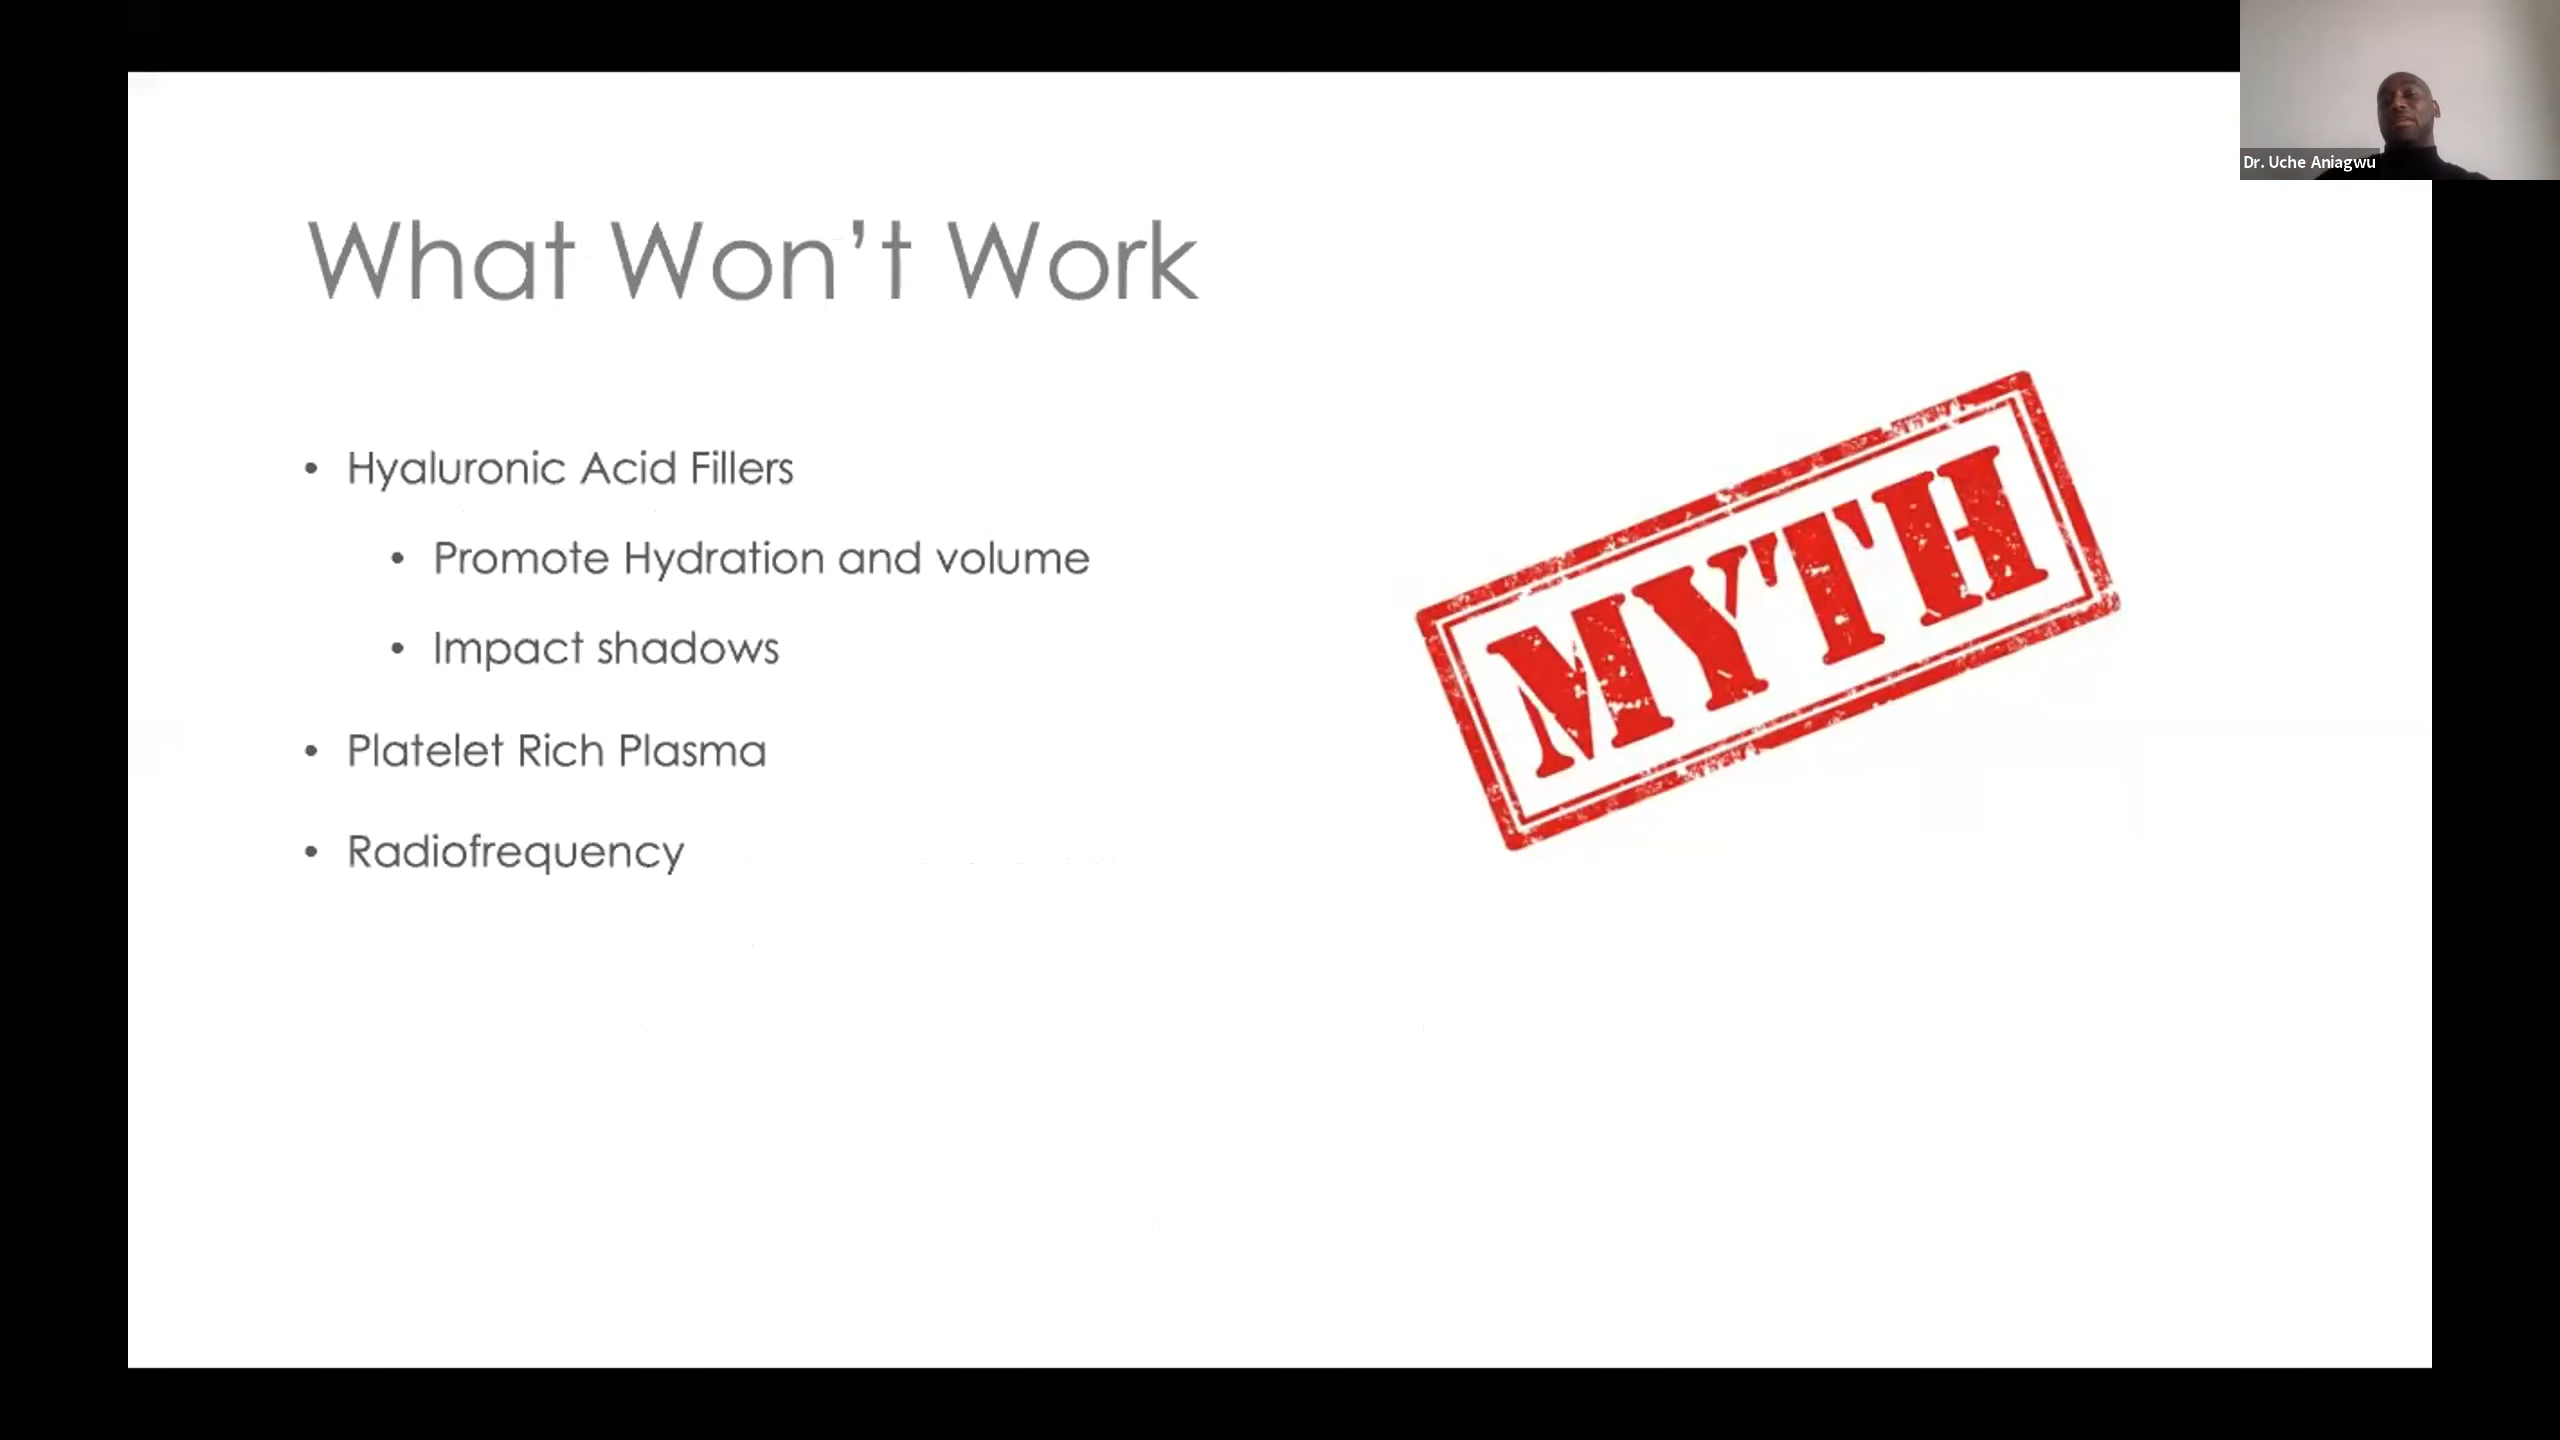 Dr. Uche Aniagwu
What Won’t Work
• Hyaluronic Acid Fillers
• Promote Hydration and volume
• Impact shadows
• Platelet Rich Plasma
• Radiofrequency
MYTH